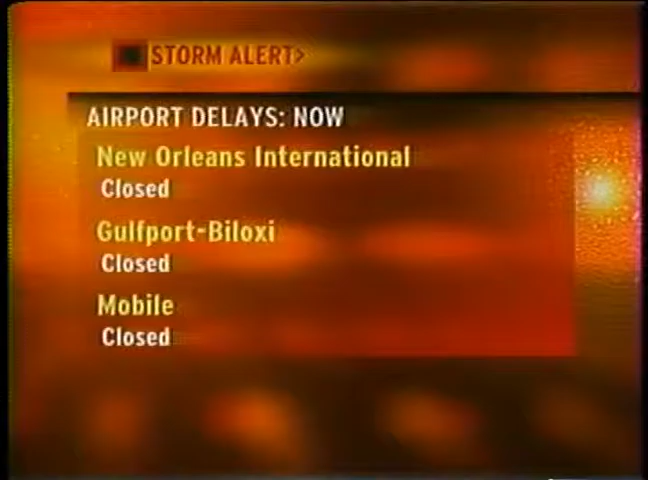 STORM ALERT>
AIRPORT DELAYS: NOW
New Orleans International
Closed
Gulfport-Biloxi
Closed
Mobile
Closed